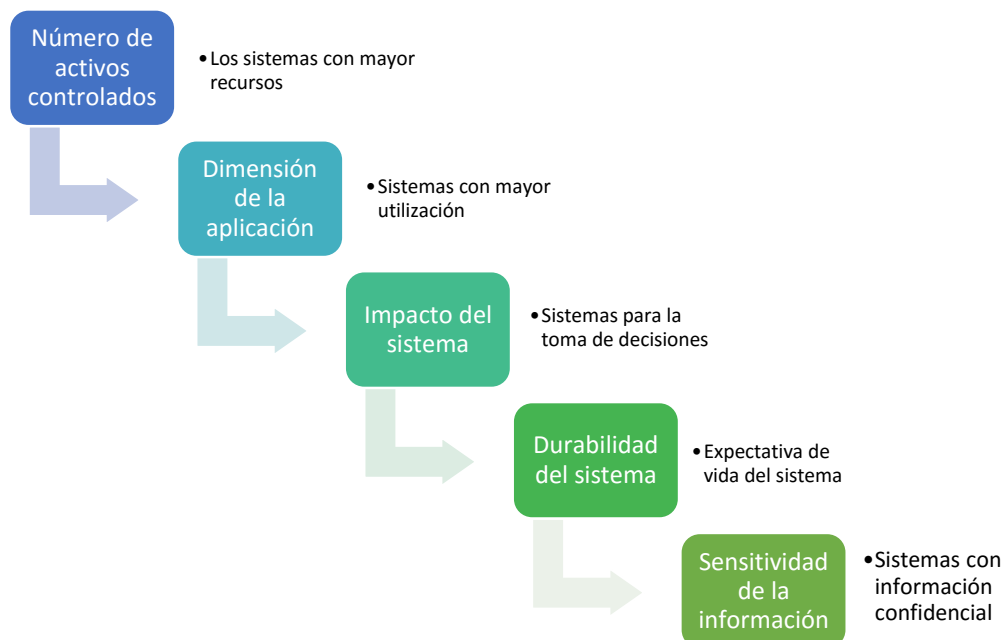 Número de
activos
controlados
•Los sistemas con mayor
recursos
Dimensión
de la
aplicación
•Sistemas con mayor
utilización
Impacto del
sistema
•Sistemas para la
toma de decisiones
Durabilidad
del sistema
•Expectativa de
vida del sistema
Sensitividad
de la
información
•Sistemas con
información
confidencial